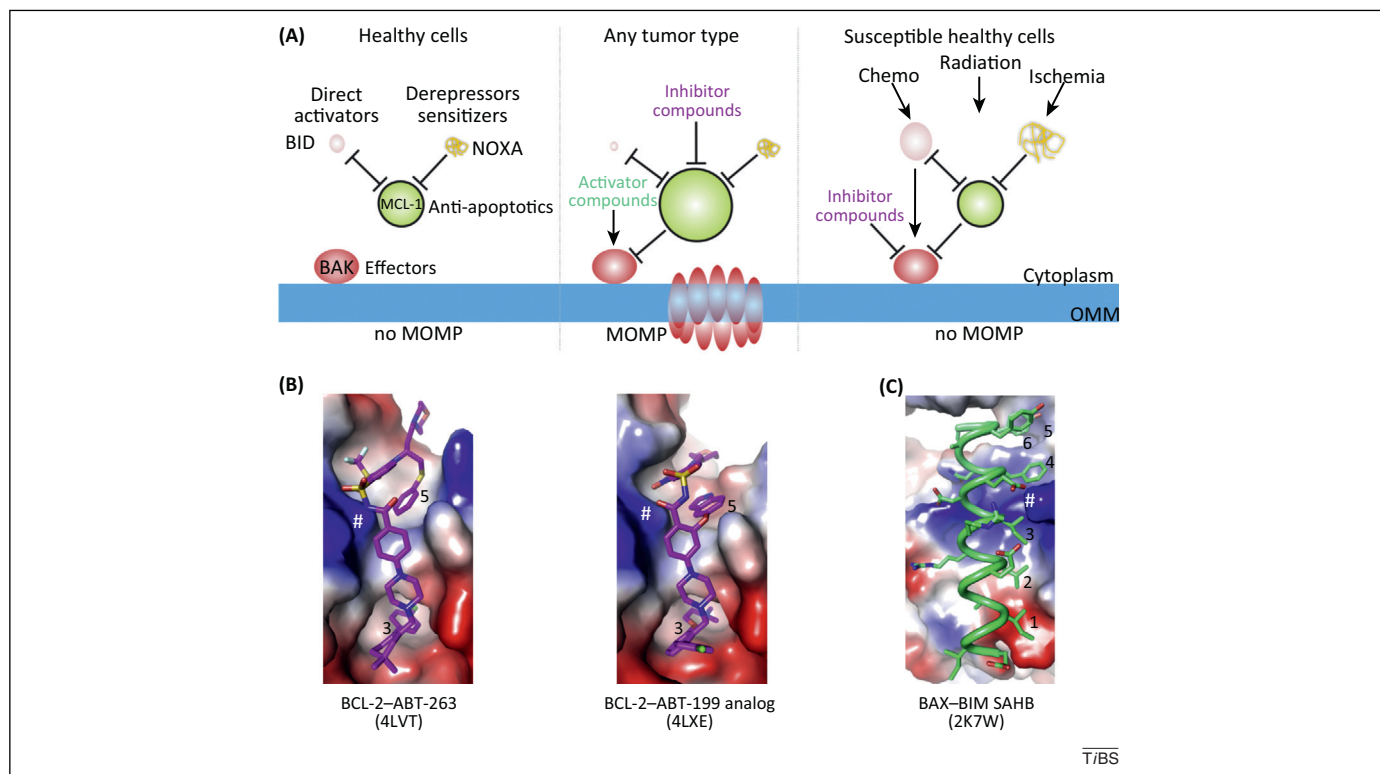 (A)
Healthy cells
Any tumor type
Susceptible healthy cells
Direct
activators
BID
Derepressors
sensitizers
NOXA
MCL-1
Anti-apoptotics
BAK
Effectors
no MOMP
Inhibitor
compounds
Activator
compounds
MOMP
Chemo
Radiation
Ischemia
Inhibitor
compounds
Cytoplasm
OMM
no MOMP
(B)
#
5
3
BCL-2–ABT-263
(4LVT)
#
5
3
BCL-2–ABT-199 analog
(4LXE)
(C)
5
6
4
#
3
2
1
BAX–BIM SAHB
(2K7W)
TiBS